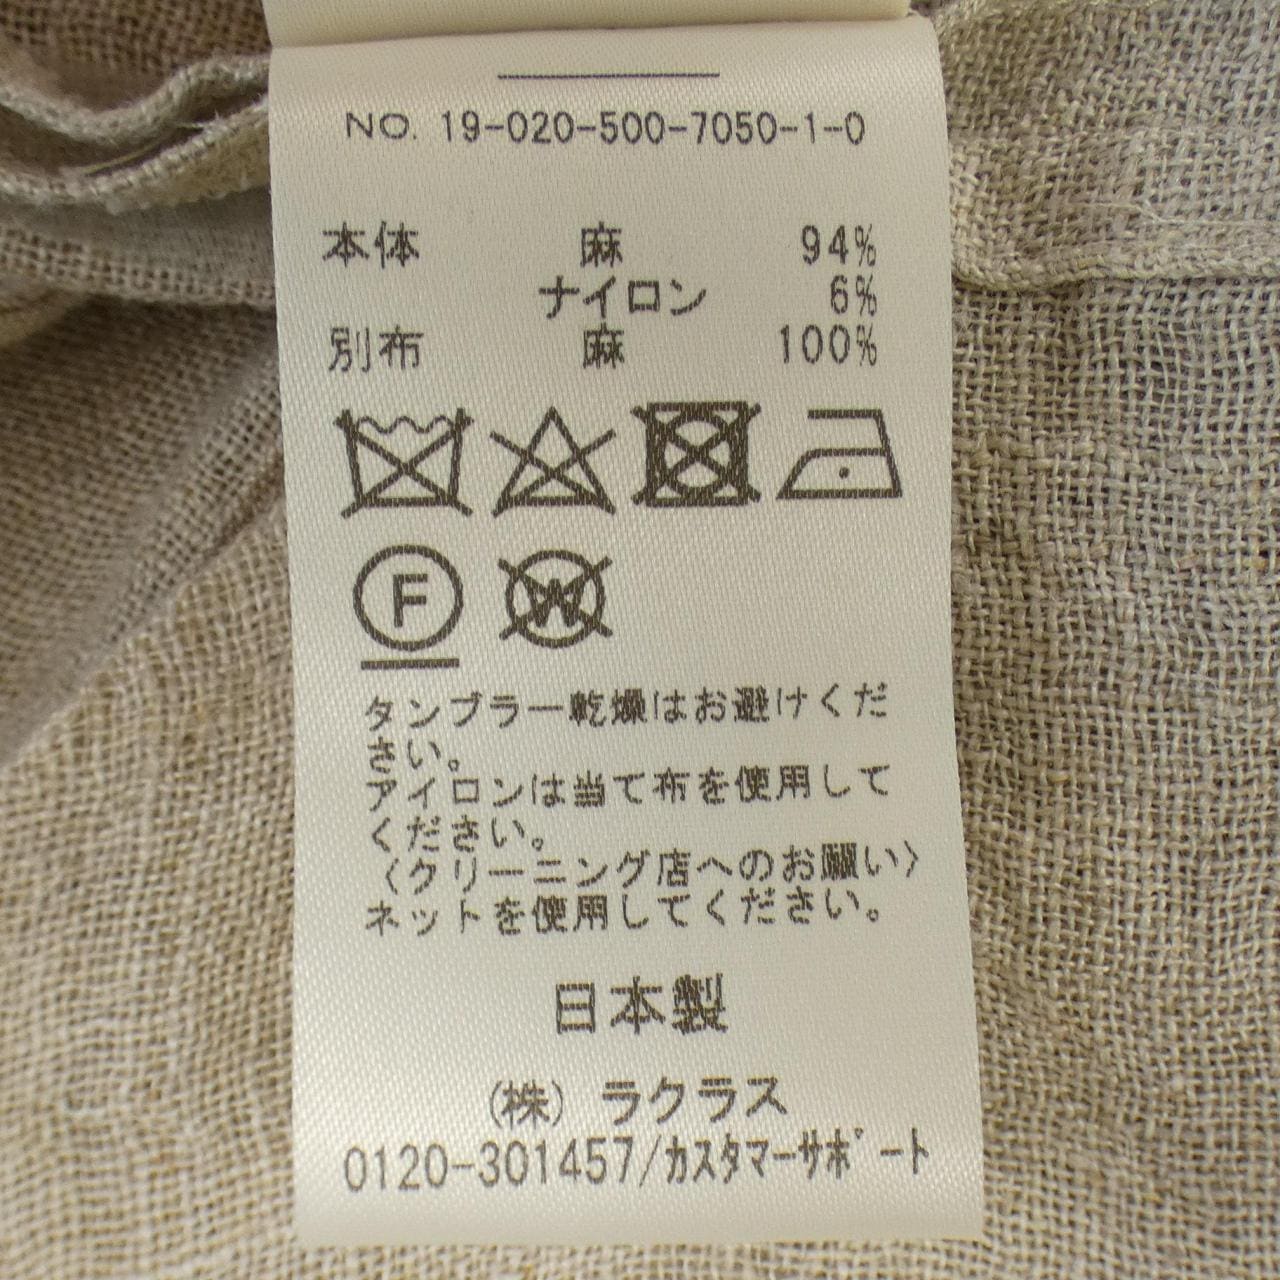 NO. 19-020-500-7050-1-0
本体 麻 94%
ナイロン 6%
別布 麻 100%
F
W
タンブラー乾燥はお避けくだ
さい。
アイロンは当て布を使用して
ください。
〈クリーニング店へのお願い〉
ネットを使用してください。
日本製
(株) ラクラス
0120-301457/ｶｽﾀﾏｰｻﾎﾟｰﾄ